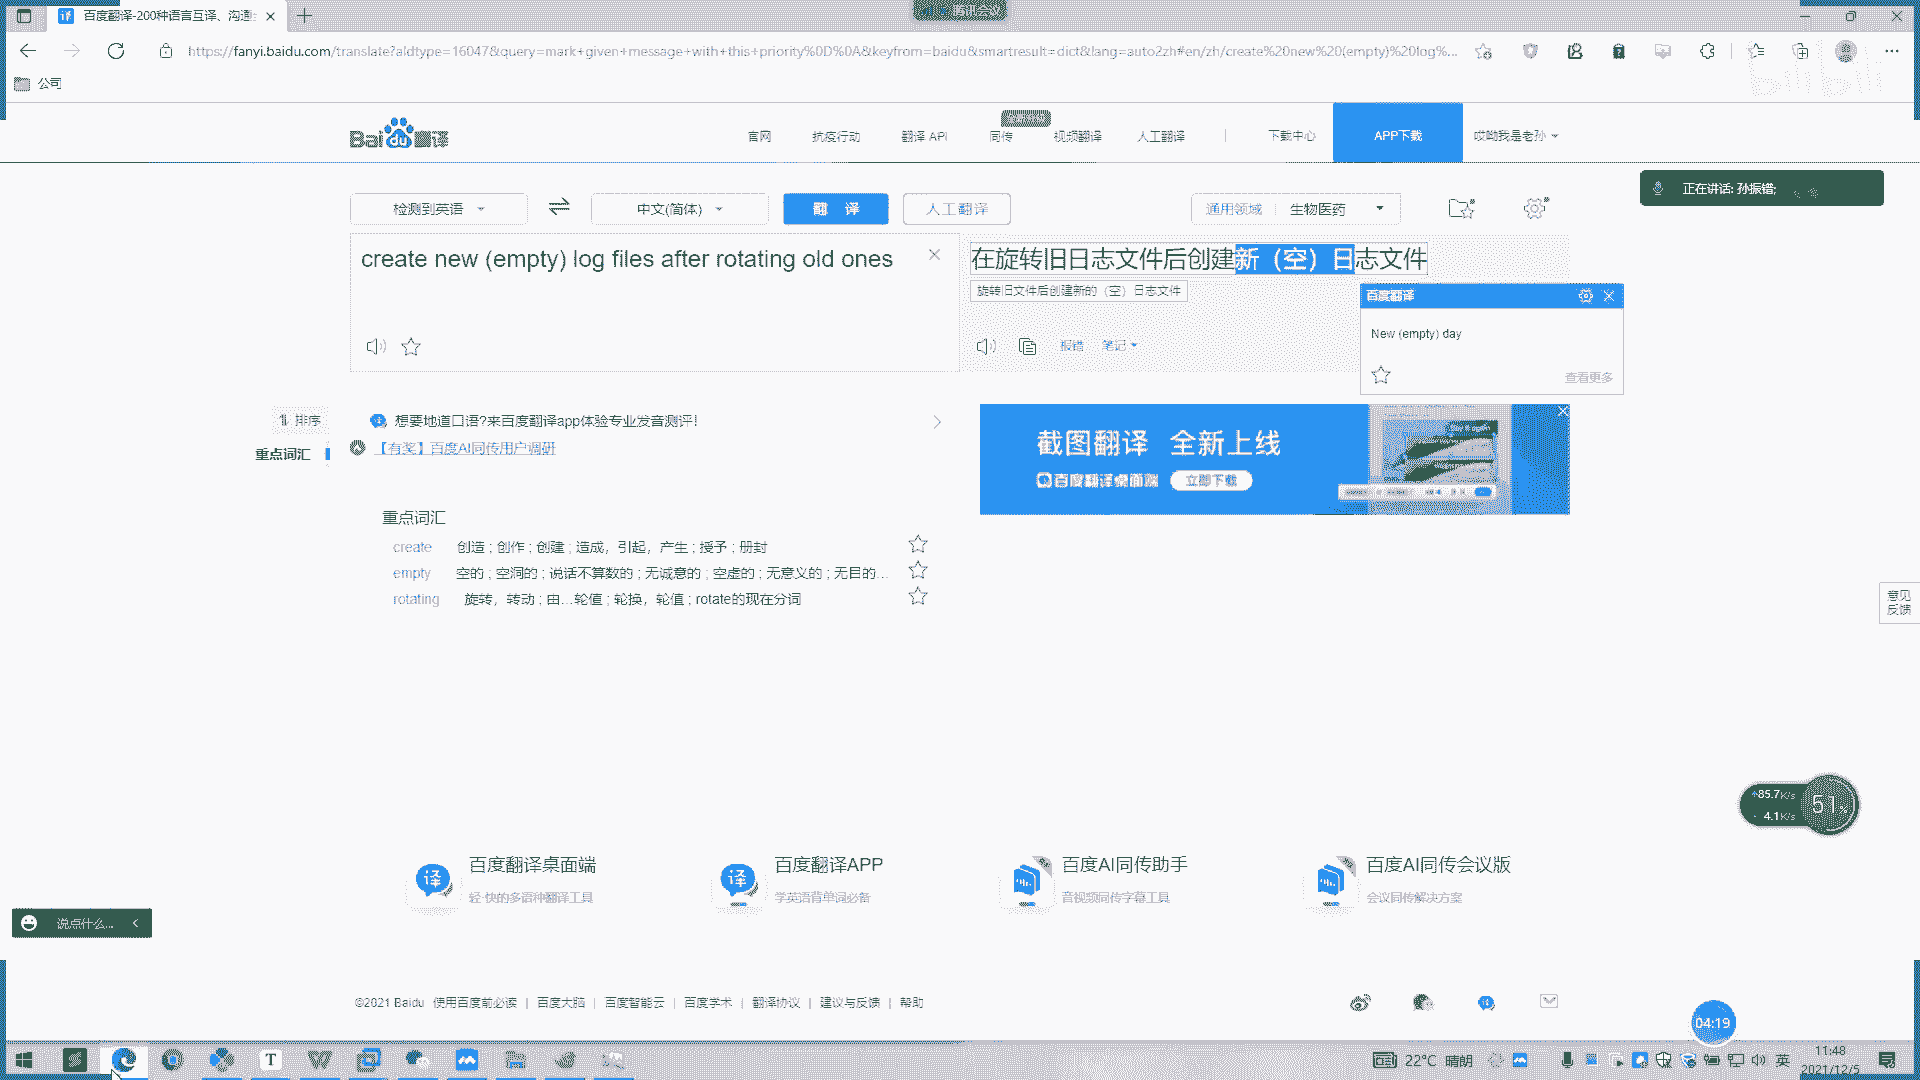 百度翻译-200种语言互译、沟通
https://fanyi.baidu.com/translate?aldtype=16047&query=mark+given+message+with+this+priority%0D%0A&keyfrom=baidu&smartresult=dict&lang=auto2zh#en/zh/create%20new%20(empty)%20log%...
公司
Bai du 翻译
官网
抗疫行动
翻译 API
同传
视频翻译
人工翻译
下载中心
APP下载
哎呦我是老孙
正在讲话: 孙振锴;
检测到英语
中文(简体)
翻 译
人工翻译
通用领域
生物医药
create new (empty) log files after rotating old ones
在旋转旧日志文件后创建新（空）日志文件
旋转旧文件后创建新的（空）日志文件
报错
笔记
百度翻译
New (empty) day
查看更多
排序
重点词汇
想要地道口语?来百度翻译app体验专业发音测评!
【有奖】百度AI同传用户调研
截图翻译 全新上线
百度翻译桌面端
立即下载
重点词汇
create 创造 ; 创作 ; 创建 ; 造成，引起，产生 ; 授予 ; 册封
empty 空的 ; 空洞的 ; 说话不算数的 ; 无诚意的 ; 空虚的 ; 无意义的 ; 无目的...
rotating 旋转，转动 ; 由…轮值 ; 轮换，轮值 ; rotate的现在分词
意见
反馈
85.7K/s
4.1K/s
51%
百度翻译桌面端
轻·快的多语种翻译工具
百度翻译APP
学英语背单词必备
百度AI同传助手
音视频同传字幕工具
百度AI同传会议版
会议同传解决方案
说点什么...
©2021 Baidu 使用百度前必读 | 百度大脑 | 百度智能云 | 百度学术 | 翻译协议 | 建议与反馈 | 帮助
04:19
22°C 晴朗
英
11:48
2021/12/5